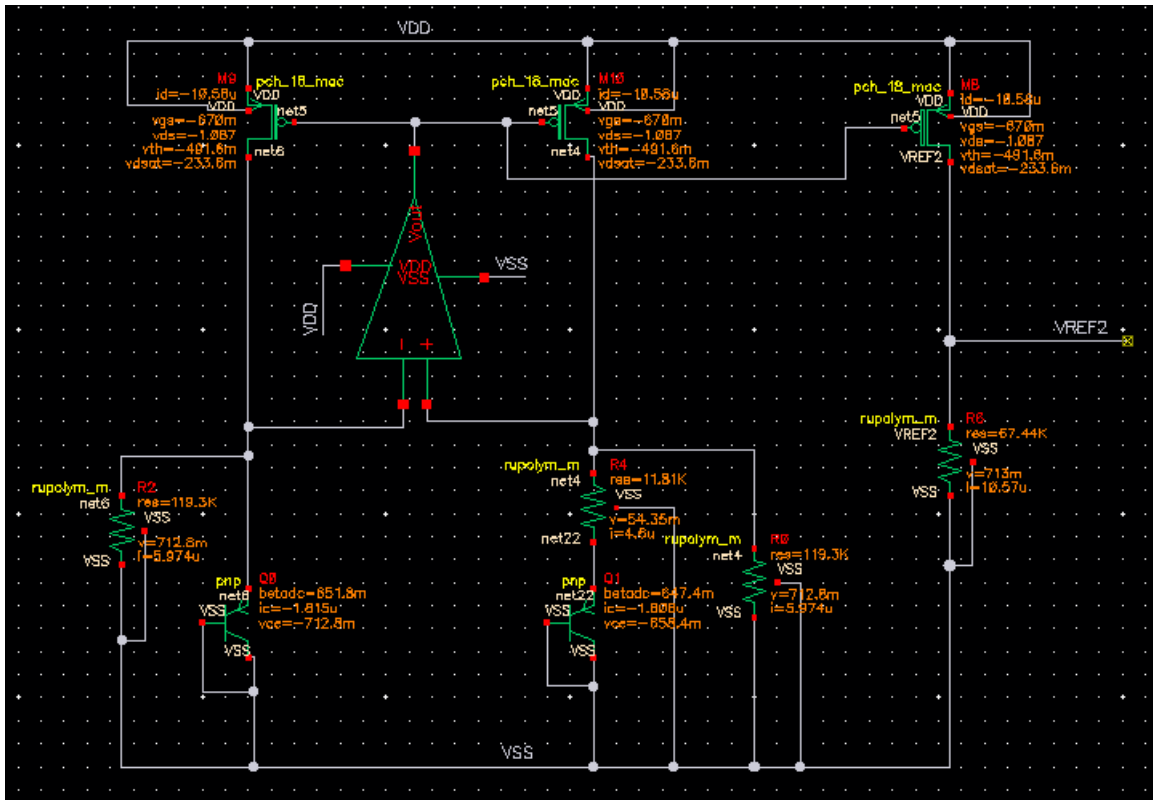 VDD
M9
pch_18_mac
id=-10.58u
VDD
VDD
net5
vgs=-670m
vds=-1.087
vth=-491.6m
net6
vdsat=-233.6m
pch_18_mac
M10
id=-10.58u
VDD
VDD
net5
vgs=-670m
vds=-1.087
vth=-491.6m
net4
vdsat=-233.6m
pch_18_mac
M8
VDD
id=-10.58u
VDD
net5
vgs=-670m
vds=-1.087
vth=-491.6m
VREF2
vdsat=-233.6m
Vout
VDD
VSS
VSS
VDD
- +
VREF2
rupolym_m
R6
VREF2
res=67.44K
VSS
v=713m
VSS
i=10.57u
rupolym_m
R2
net6
res=119.3K
VSS
v=712.8m
VSS
i=5.974u
rupolym_m
R4
net4
res=11.81K
VSS
v=54.35m
i=4.6u
net22
rupolym_m
R0
net4
res=119.3K
VSS
v=712.8m
VSS
i=5.974u
pnp
Q0
net6
betadc=651.8m
VSS
ic=-1.815u
vce=-712.8m
VSS
pnp
Q1
net22
betadc=647.4m
VSS
ic=-1.808u
vce=-658.4m
VSS
VSS